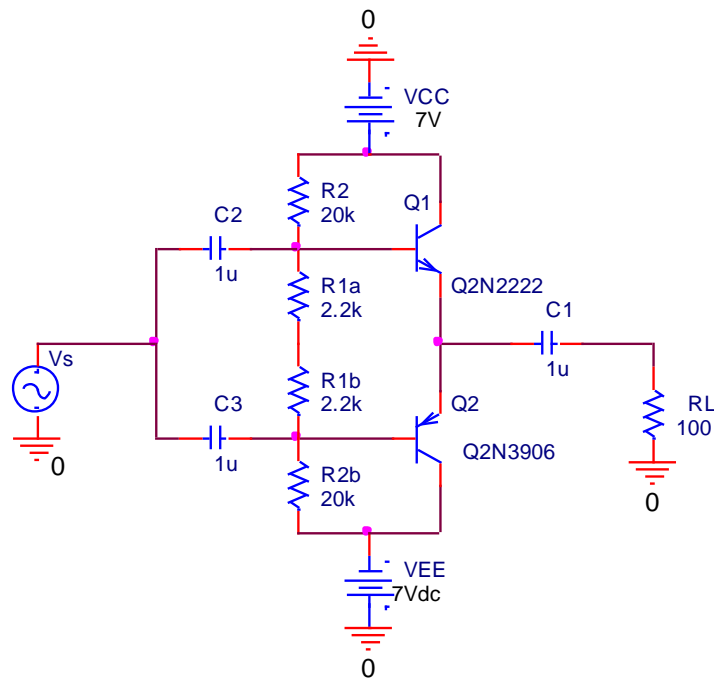 0
VCC
7V
R2
20k
Q1
C2
1u
Q2N2222
R1a
2.2k
C1
1u
Vs
R1b
2.2k
Q2
RL
100
C3
1u
Q2N3906
0
R2b
20k
0
VEE
7Vdc
0